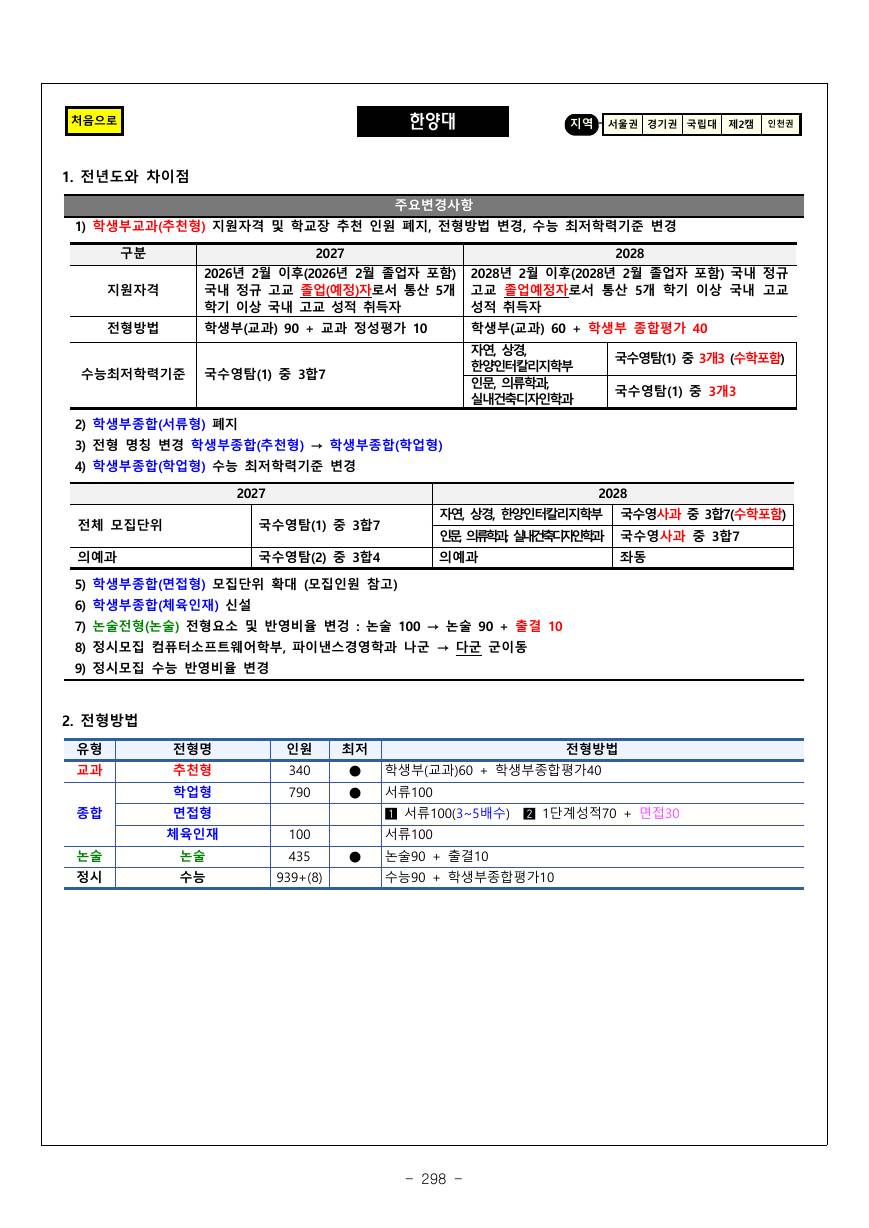 처음으로
한양대
지역 서울권 경기권 국립대 제2캠 인천권
1. 전년도와 차이점
주요변경사항
1) 학생부교과(추천형) 지원자격 및 학교장 추천 인원 폐지, 전형방법 변경, 수능 최저학력기준 변경
구분 2027 2028
지원자격
2026년 2월 이후(2026년 2월 졸업자 포함)
국내 정규 고교 졸업(예정)자로서 통산 5개
학기 이상 국내 고교 성적 취득자
2028년 2월 이후(2028년 2월 졸업자 포함) 국내 정규
고교 졸업예정자로서 통산 5개 학기 이상 국내 고교
성적 취득자
전형방법 학생부(교과) 90 + 교과 정성평가 10 학생부(교과) 60 + 학생부 종합평가 40
수능최저학력기준 국수영탐(1) 중 3합7
자연, 상경,
한양인터칼리지학부
국수영탐(1) 중 3개3 (수학포함)
인문, 의류학과,
실내건축디자인학과
국수영탐(1) 중 3개3
2) 학생부종합(서류형) 폐지
3) 전형 명칭 변경 학생부종합(추천형) → 학생부종합(학업형)
4) 학생부종합(학업형) 수능 최저학력기준 변경
2027 2028
전체 모집단위 국수영탐(1) 중 3합7
자연, 상경, 한양인터칼리지학부 국수영사과 중 3합7(수학포함)
인문, 의류학과, 실내건축디자인학과 국수영사과 중 3합7
의예과 국수영탐(2) 중 3합4 의예과 좌동
5) 학생부종합(면접형) 모집단위 확대 (모집인원 참고)
6) 학생부종합(체육인재) 신설
7) 논술전형(논술) 전형요소 및 반영비율 변겅 : 논술 100 → 논술 90 + 출결 10
8) 정시모집 컴퓨터소프트웨어학부, 파이낸스경영학과 나군 → 다군 군이동
9) 정시모집 수능 반영비율 변경
2. 전형방법
유형 전형명 인원 최저 전형방법
교과 추천형 340 ● 학생부(교과)60 + 학생부종합평가40
종합
학업형 790 ● 서류100
면접형 1 서류100(3~5배수) 2 1단계성적70 + 면접30
체육인재 100 서류100
논술 논술 435 ● 논술90 + 출결10
정시 수능 939+(8) 수능90 + 학생부종합평가10
- 298 -